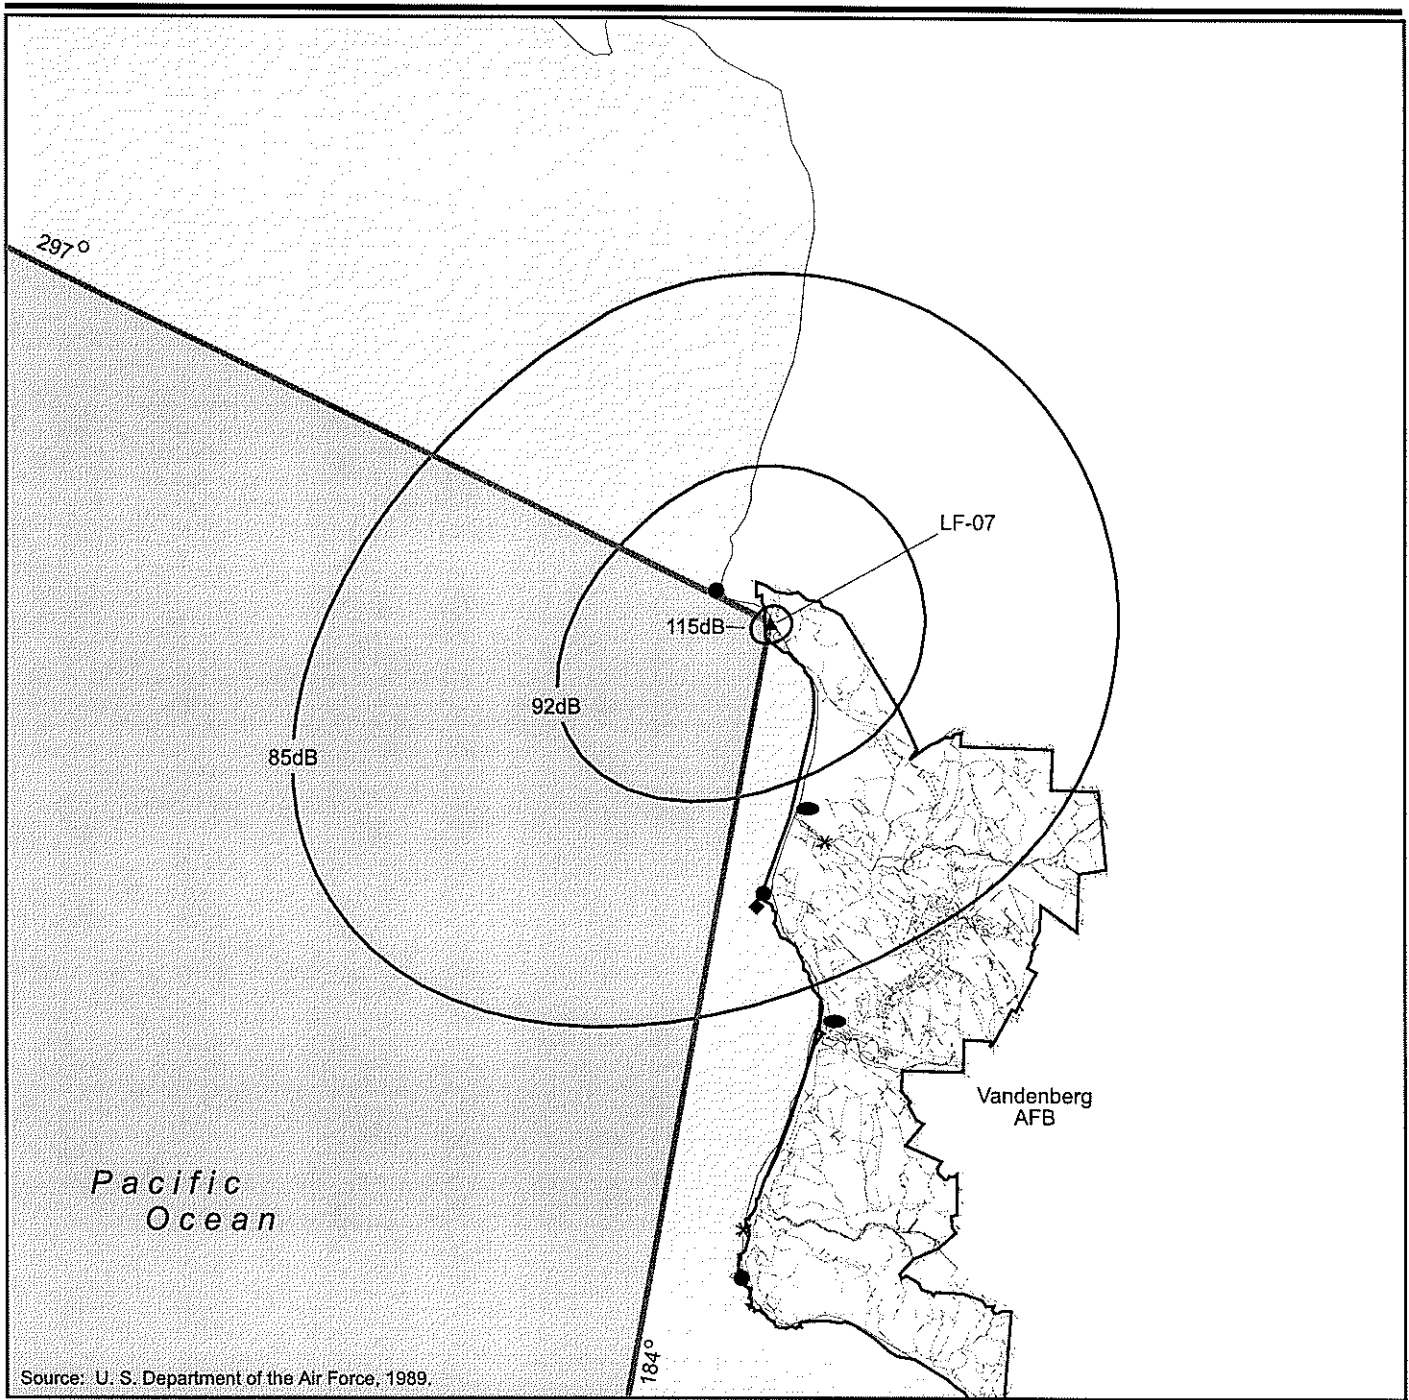 297°
LF-07
115dB
92dB
85dB
Vandenberg
AFB
Pacific
Ocean
184°
Source: U. S. Department of the Air Force, 1989.